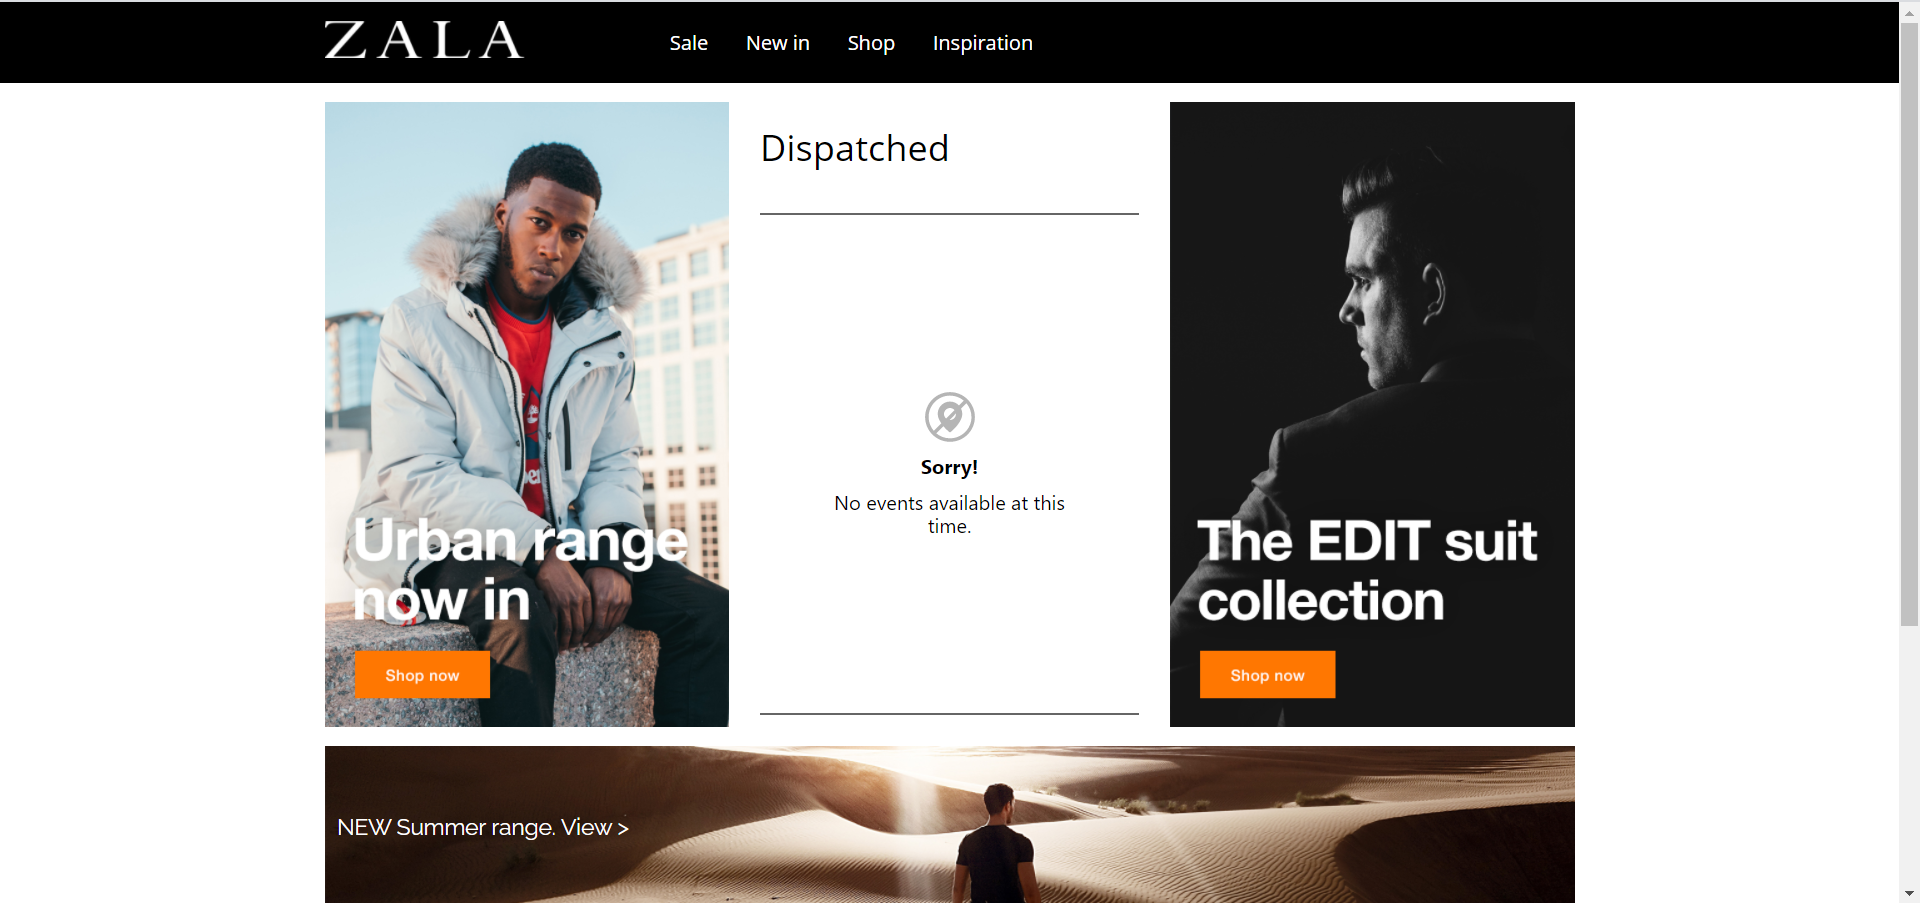 ZALA
Sale
New in
Shop
Inspiration
Urban range
now in
Shop now
Dispatched
Sorry!
No events available at this
time.
The EDIT suit
collection
Shop now
NEW Summer range. View >